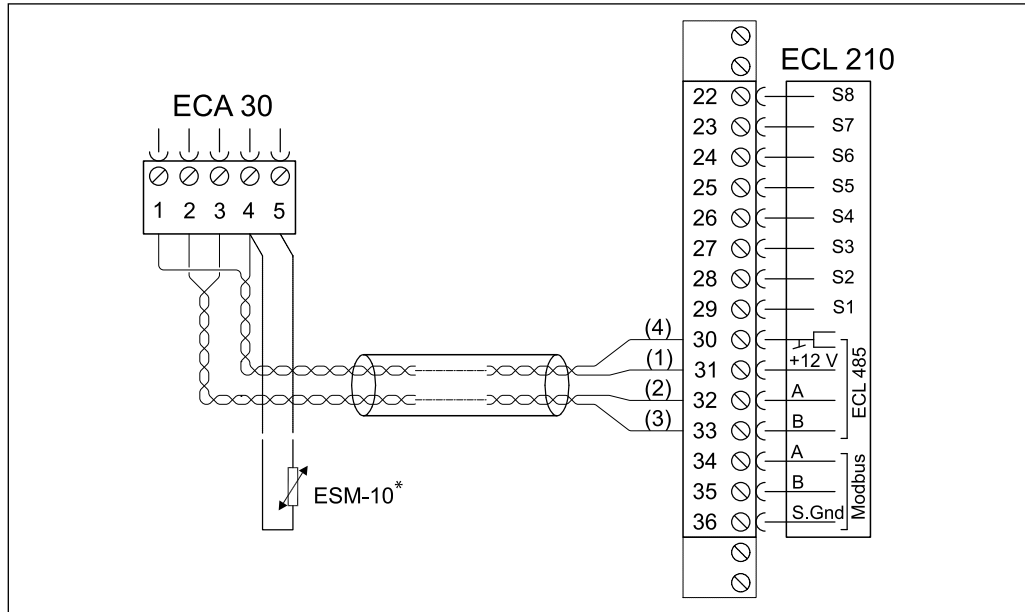 ECA 30
1 2 3 4 5
ESM-10*
(4)
(1)
(2)
(3)
ECL 210
22 S8
23 S7
24 S6
25 S5
26 S4
27 S3
28 S2
29 S1
30
+12 V
31
32 A
33 B
34 A
35 B
36 S.Gnd
ECL 485
Modbus